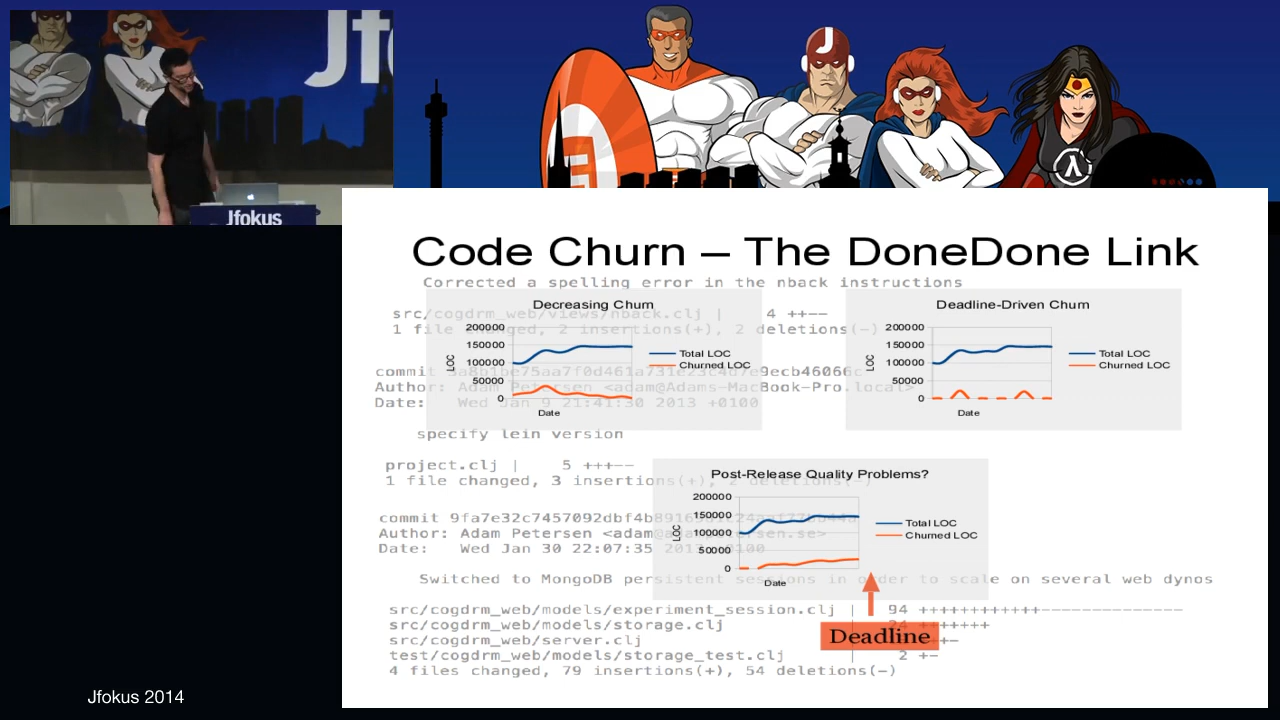 Jf
Jfokus
J
Code Churn – The DoneDone Link
Corrected a spelling error in the nback instructions
src/cogdrm_web/views/nback.clj | 4 ++--
1 file changed, 2 insertions(+), 2 deletions(-)
Decreasing Churn
200000
150000
100000
50000
0
LOC
Date
Total LOC
Churned LOC
Deadline-Driven Churn
200000
150000
100000
50000
0
LOC
Date
Total LOC
Churned LOC
commit
9ecb46066c
Author: Adam Petersen <adam@Adams-MacBook-Pro.local>
Date: Wed Jan 9 21:41:30 2013 +0100
specify lein version
project.clj | 5 +++--
1 file changed, 3 insertions(+), 2 deletions(-)
Post-Release Quality Problems?
200000
150000
100000
50000
0
LOC
Date
Total LOC
Churned LOC
commit 9fa7e32c7457092dbf4b
Author: Adam Petersen <adam@adampetersen.se>
Date: Wed Jan 30 22:07:35 2013 +0100
Switched to MongoDB persistent sessions in order to scale on several web dynos
src/cogdrm_web/models/experiment_session.clj | 94 ++++++++++++--------------
src/cogdrm_web/models/storage.clj
src/cogdrm_web/server.clj
test/cogdrm_web/models/storage_test.clj | 2 +-
4 files changed, 79 insertions(+), 54 deletions(-)
Deadline
Jfokus 2014